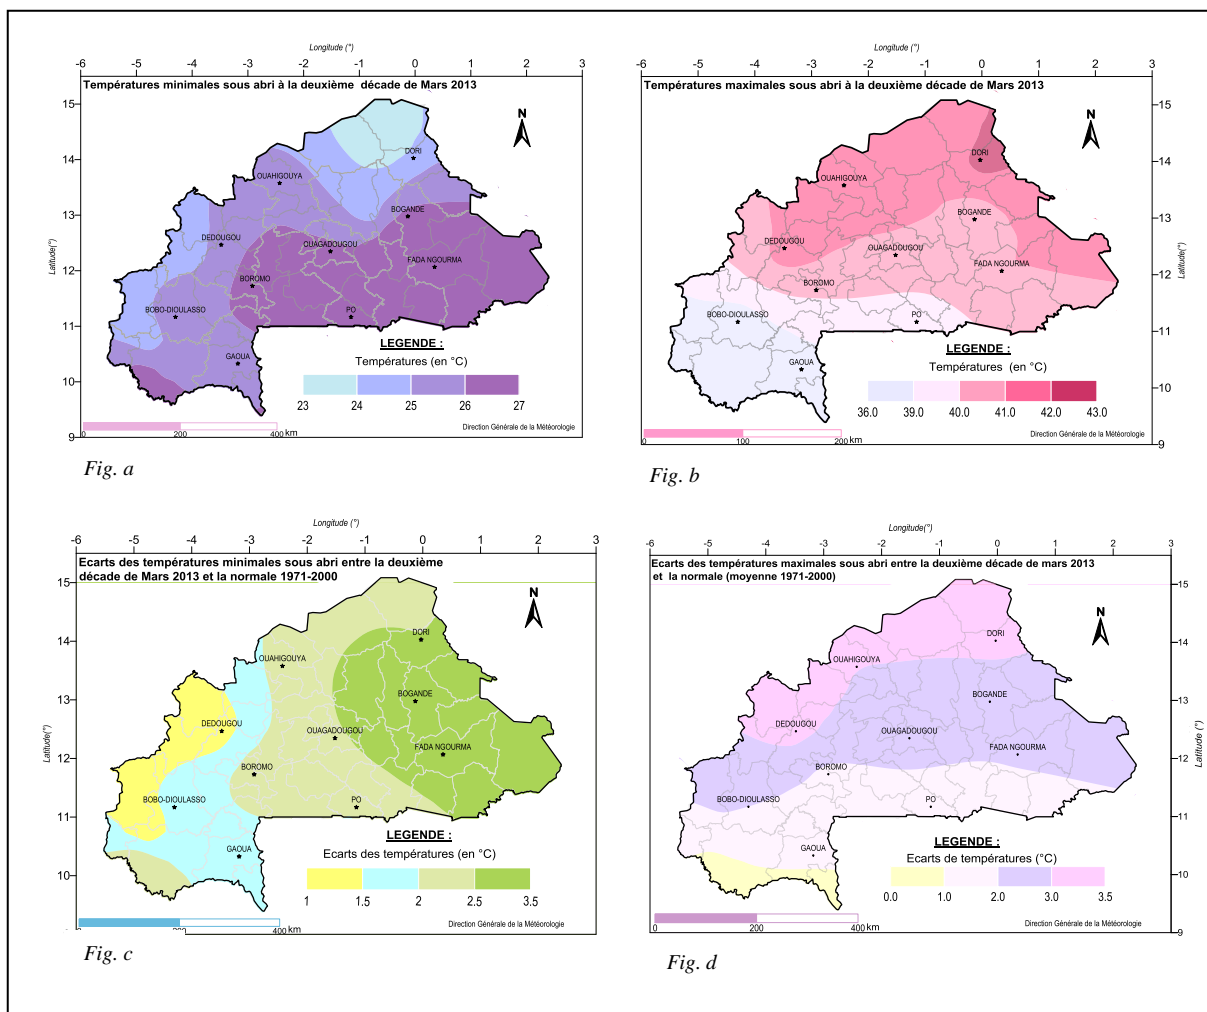 Longitude (°)
-6 -5 -4 -3 -2 -1 0 1 2 3
Températures minimales sous abri à la deuxième décade de Mars 2013
15
14
13
12
11
10
9
Latitude(°)
N
DORI
OUAHIGOUYA
BOGANDE
DEDOUGOU
OUAGADOUGOU
FADA NGOURMA
BOROMO
BOBO-DIOULASSO
PO
GAOUA
LEGENDE :
Températures (en °C)
23 24 25 26 27
0 200 400 km
Direction Générale de la Météorologie
Fig. a
Longitude (°)
-6 -5 -4 -3 -2 -1 0 1 2 3
Températures maximales sous abri à la deuxième décade de Mars 2013
15
14
13
12
11
10
9
Latitude(°)
N
DORI
OUAHIGOUYA
BOGANDE
DEDOUGOU
OUAGADOUGOU
FADA NGOURMA
BOROMO
BOBO-DIOULASSO
PO
GAOUA
LEGENDE :
Températures (en °C)
36.0 39.0 40.0 41.0 42.0 43.0
0 100 200 km
Direction Générale de la Météorologie
Fig. b
Longitude (°)
-6 -5 -4 -3 -2 -1 0 1 2 3
Ecarts des températures minimales sous abri entre la deuxième
décade de Mars 2013 et la normale 1971-2000
15
14
13
12
11
10
Latitude(°)
N
DORI
OUAHIGOUYA
BOGANDE
DEDOUGOU
OUAGADOUGOU
FADA NGOURMA
BOROMO
BOBO-DIOULASSO
PO
GAOUA
LEGENDE :
Ecarts des températures (en °C)
1 1.5 2 2.5 3.5
0 200 400 km
Direction Générale de la Météorologie
Fig. c
Longitude(°)
-6 -5 -4 -3 -2 -1 0 1 2 3
Ecarts des températures maximales sous abri entre la deuxième décade de mars 2013
et la normale (moyenne 1971-2000)
15
14
13
12
11
10
9
Latitude(°)
N
DORI
OUAHIGOUYA
BOGANDE
DEDOUGOU
OUAGADOUGOU
FADA NGOURMA
BOROMO
BOBO-DIOULASSO
PO
GAOUA
LEGENDE :
Ecarts de températures (°C)
0.0 1.0 2.0 3.0 3.5
0 200 400 km
Direction Générale de la Météorologie
Fig. d